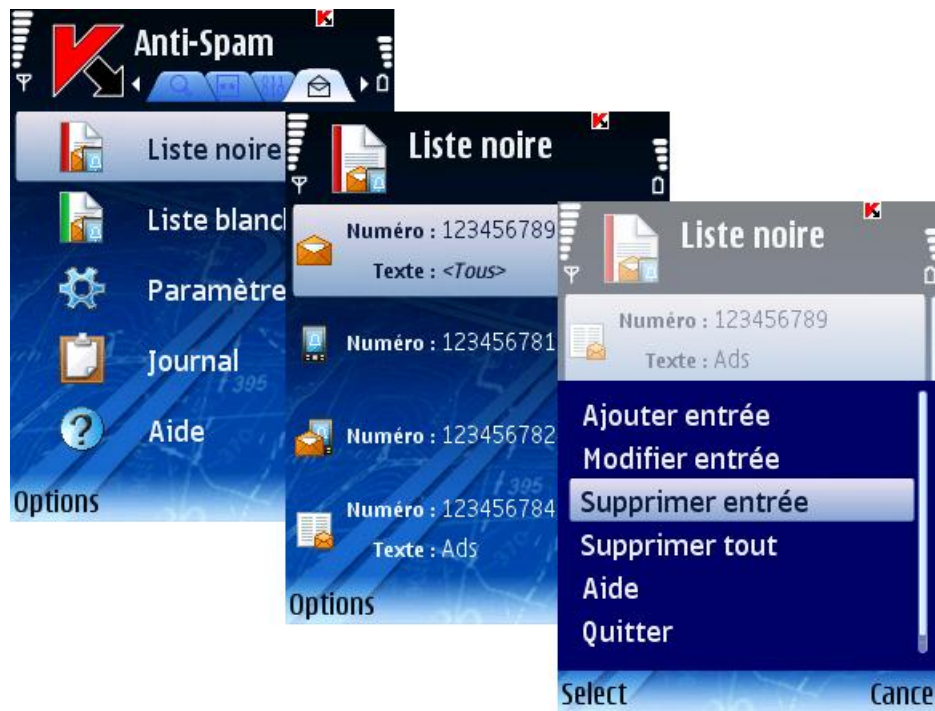 Anti-Spam
Liste noire
Liste blancl
Paramètre
Journal
Aide
Options
Liste noire
Numéro : 123456789
Texte : <Tous>
Numéro : 123456781
Numéro : 123456782
Numéro : 123456784
Texte : Ads
Options
Liste noire
Numéro : 123456789
Texte : Ads
Ajouter entrée
Modifier entrée
Supprimer entrée
Supprimer tout
Aide
Quitter
Select
Cance